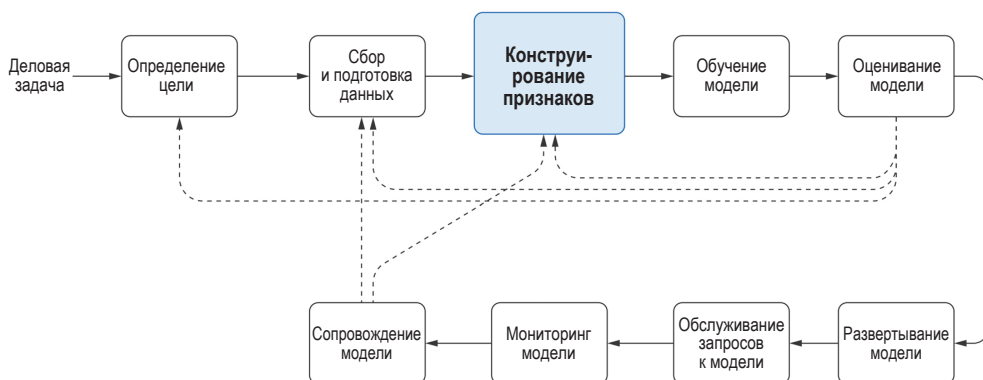 Деловая
задача
Определение
цели
Сбор
и подготовка
данных
Конструи-
рование
признаков
Обучение
модели
Оценивание
модели
Сопровождение
модели
Мониторинг
модели
Обслуживание
запросов
к модели
Развертывание
модели